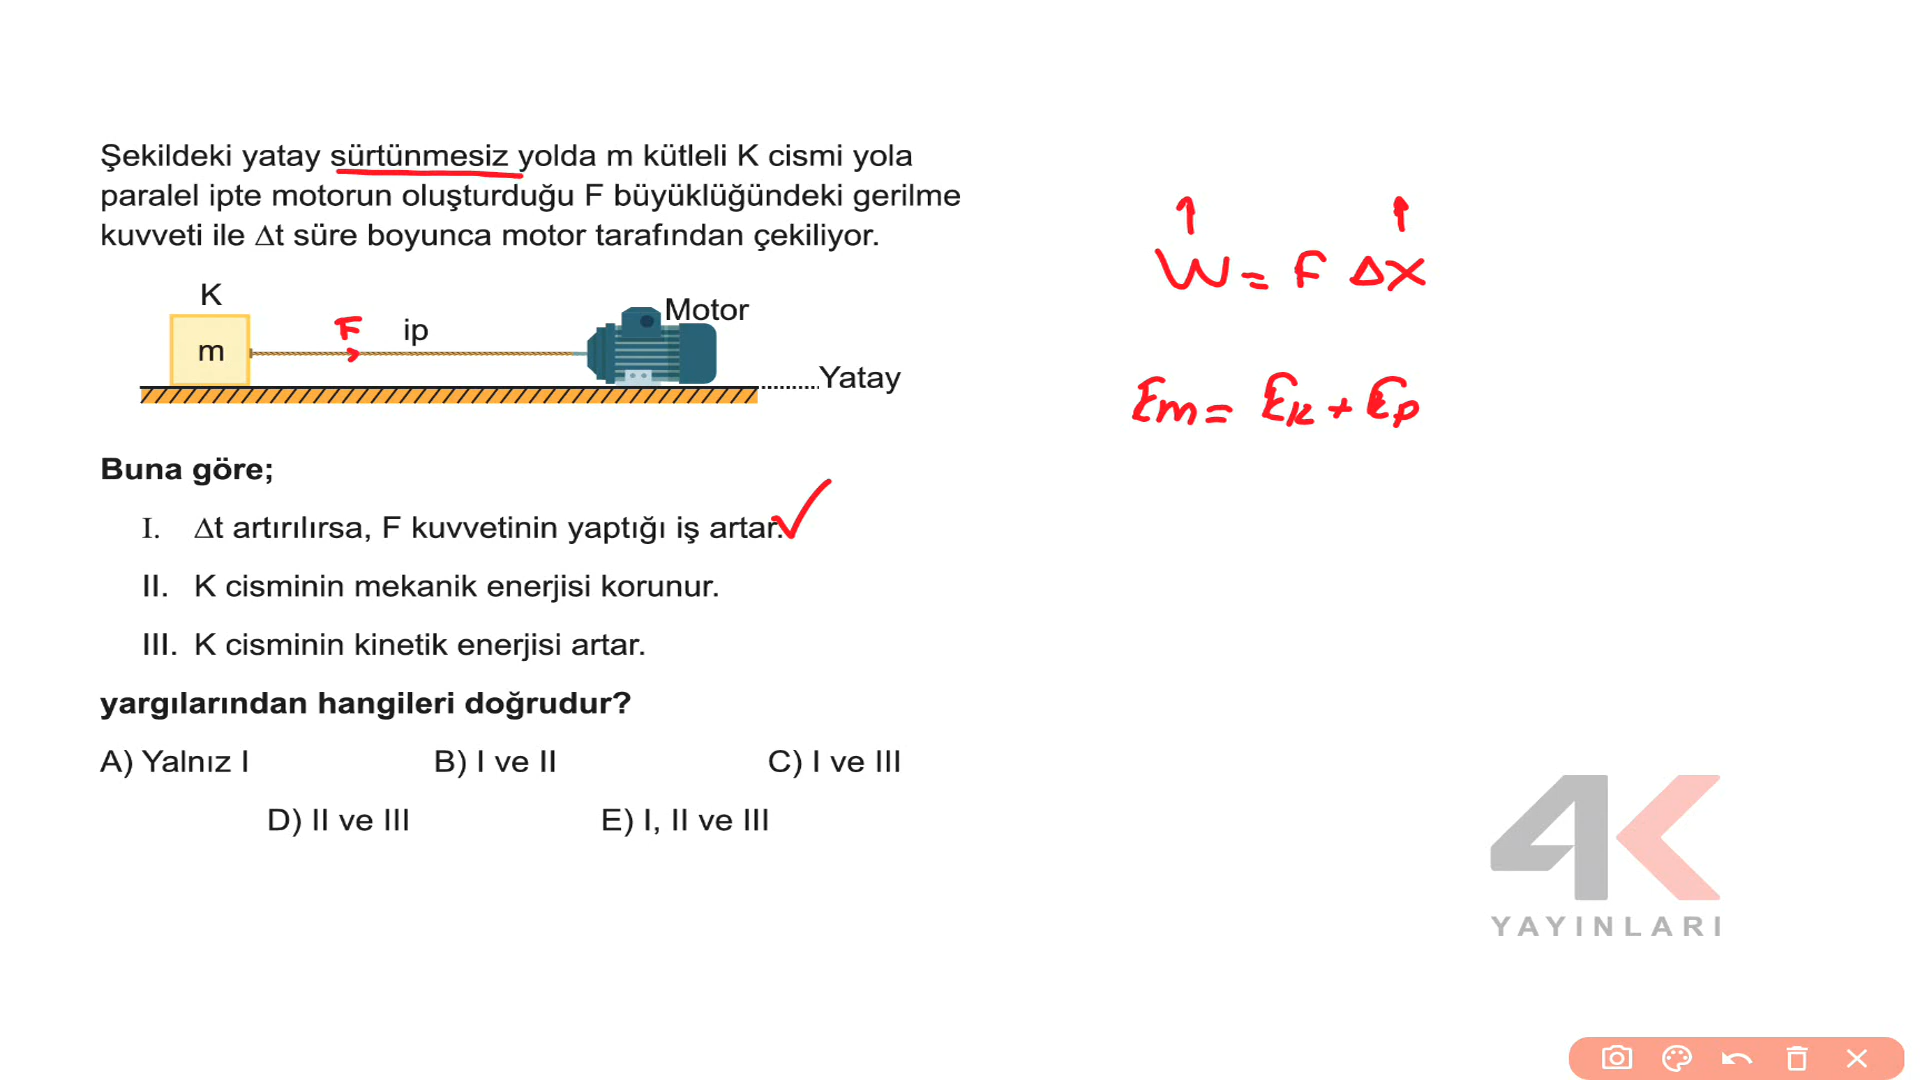 Şekildeki yatay sürtünmesiz yolda m kütleli K cismi yola
paralel ipte motorun oluşturduğu F büyüklüğündeki gerilme
kuvveti ile Δt süre boyunca motor tarafından çekiliyor.
K
m
F
ip
Motor
Yatay
W = F Δx
Em = Ek + Ep
Buna göre;
I. Δt artırılırsa, F kuvvetinin yaptığı iş artar.
II. K cisminin mekanik enerjisi korunur.
III. K cisminin kinetik enerjisi artar.
yargılarından hangileri doğrudur?
A) Yalnız I B) I ve II C) I ve III
D) II ve III E) I, II ve III
4K
YAYINLARI